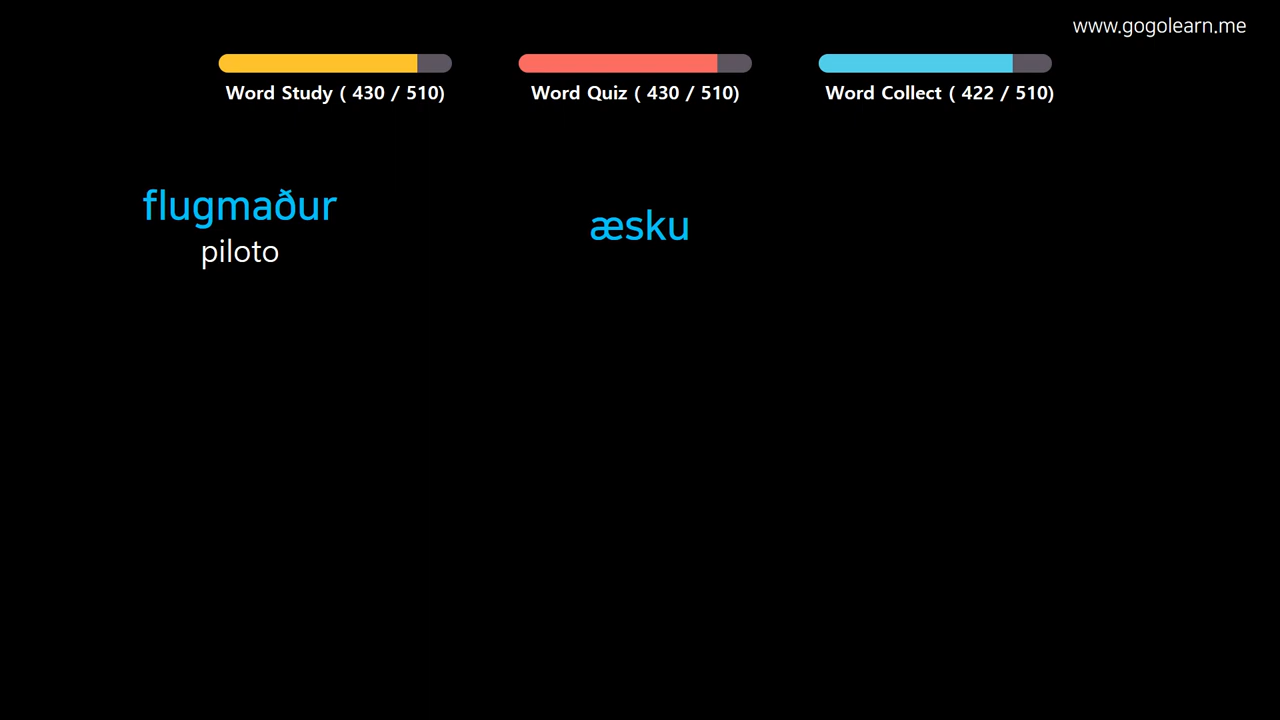 www.gogolearn.me
Word Study ( 430 / 510)
Word Quiz ( 430 / 510)
Word Collect ( 422 / 510)
flugmaður
piloto
æsku